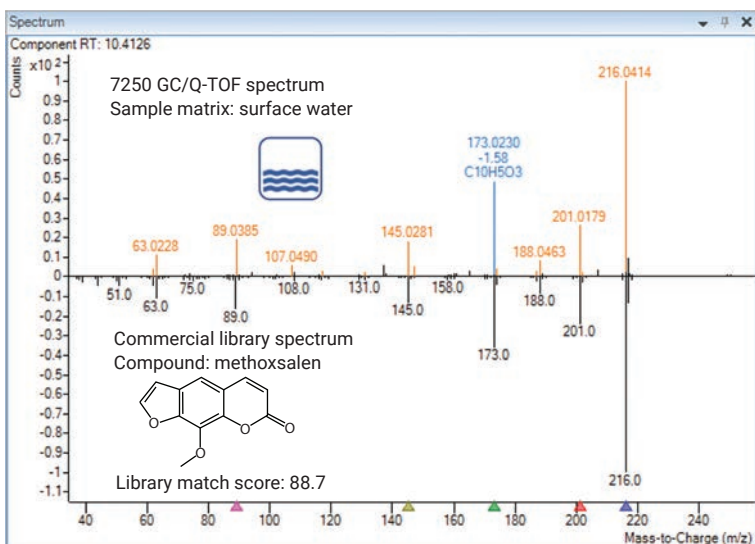 Spectrum
Component RT: 10.4126
Counts
x10²
1
0.9
0.8
0.7
0.6
0.5
0.4
0.3
0.2
0.1
0
-0.1
-0.2
-0.3
-0.4
-0.5
-0.6
-0.7
-0.8
-0.9
-1
-1.1
7250 GC/Q-TOF spectrum
Sample matrix: surface water
216.0414
173.0230
-1.58
C10H5O3
201.0179
89.0385
145.0281
63.0228
107.0490
188.0463
51.0
63.0
75.0
89.0
108.0
131.0
145.0
158.0
173.0
188.0
201.0
216.0
Commercial library spectrum
Compound: methoxsalen
O
O
O
O
Library match score: 88.7
40 60 80 100 120 140 160 180 200 220 240
Mass-to-Charge (m/z)